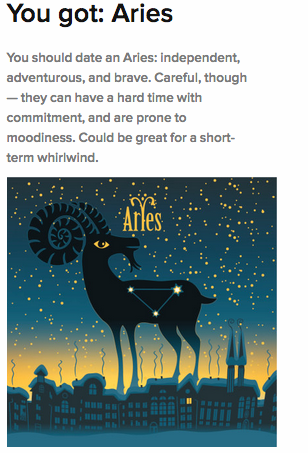 You got: Aries
You should date an Aries: independent,
adventurous, and brave. Careful, though
— they can have a hard time with
commitment, and are prone to
moodiness. Could be great for a short-
term whirlwind.
Aries